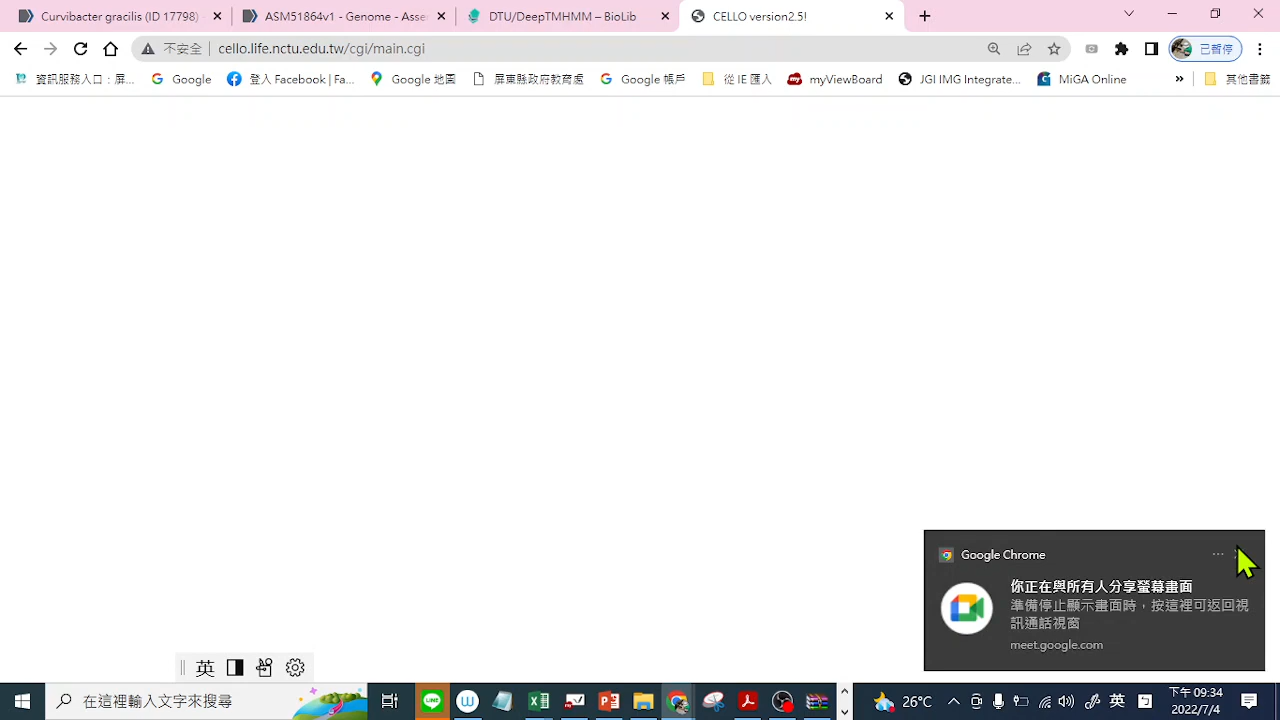 Curvibacter gracilis (ID 17798)
ASM51864v1 - Genome - Asse
DTU/DeepTMHMM – BioLib
CELLO version2.5!
不安全
cello.life.nctu.edu.tw/cgi/main.cgi
已暫停
資訊服務入口：屏...
Google
登入 Facebook | Fa...
Google 地圖
屏東縣政府教育處
Google 帳戶
從 IE 匯入
myViewBoard
JGI IMG Integrate...
MiGA Online
»
其他書籤
Google Chrome
你正在與所有人分享螢幕畫面
準備停止顯示畫面時，按這裡可返回視
訊通話視窗
meet.google.com
英
在這裡輸入文字來搜尋
26°C
英
下午 09:34
2022/7/4